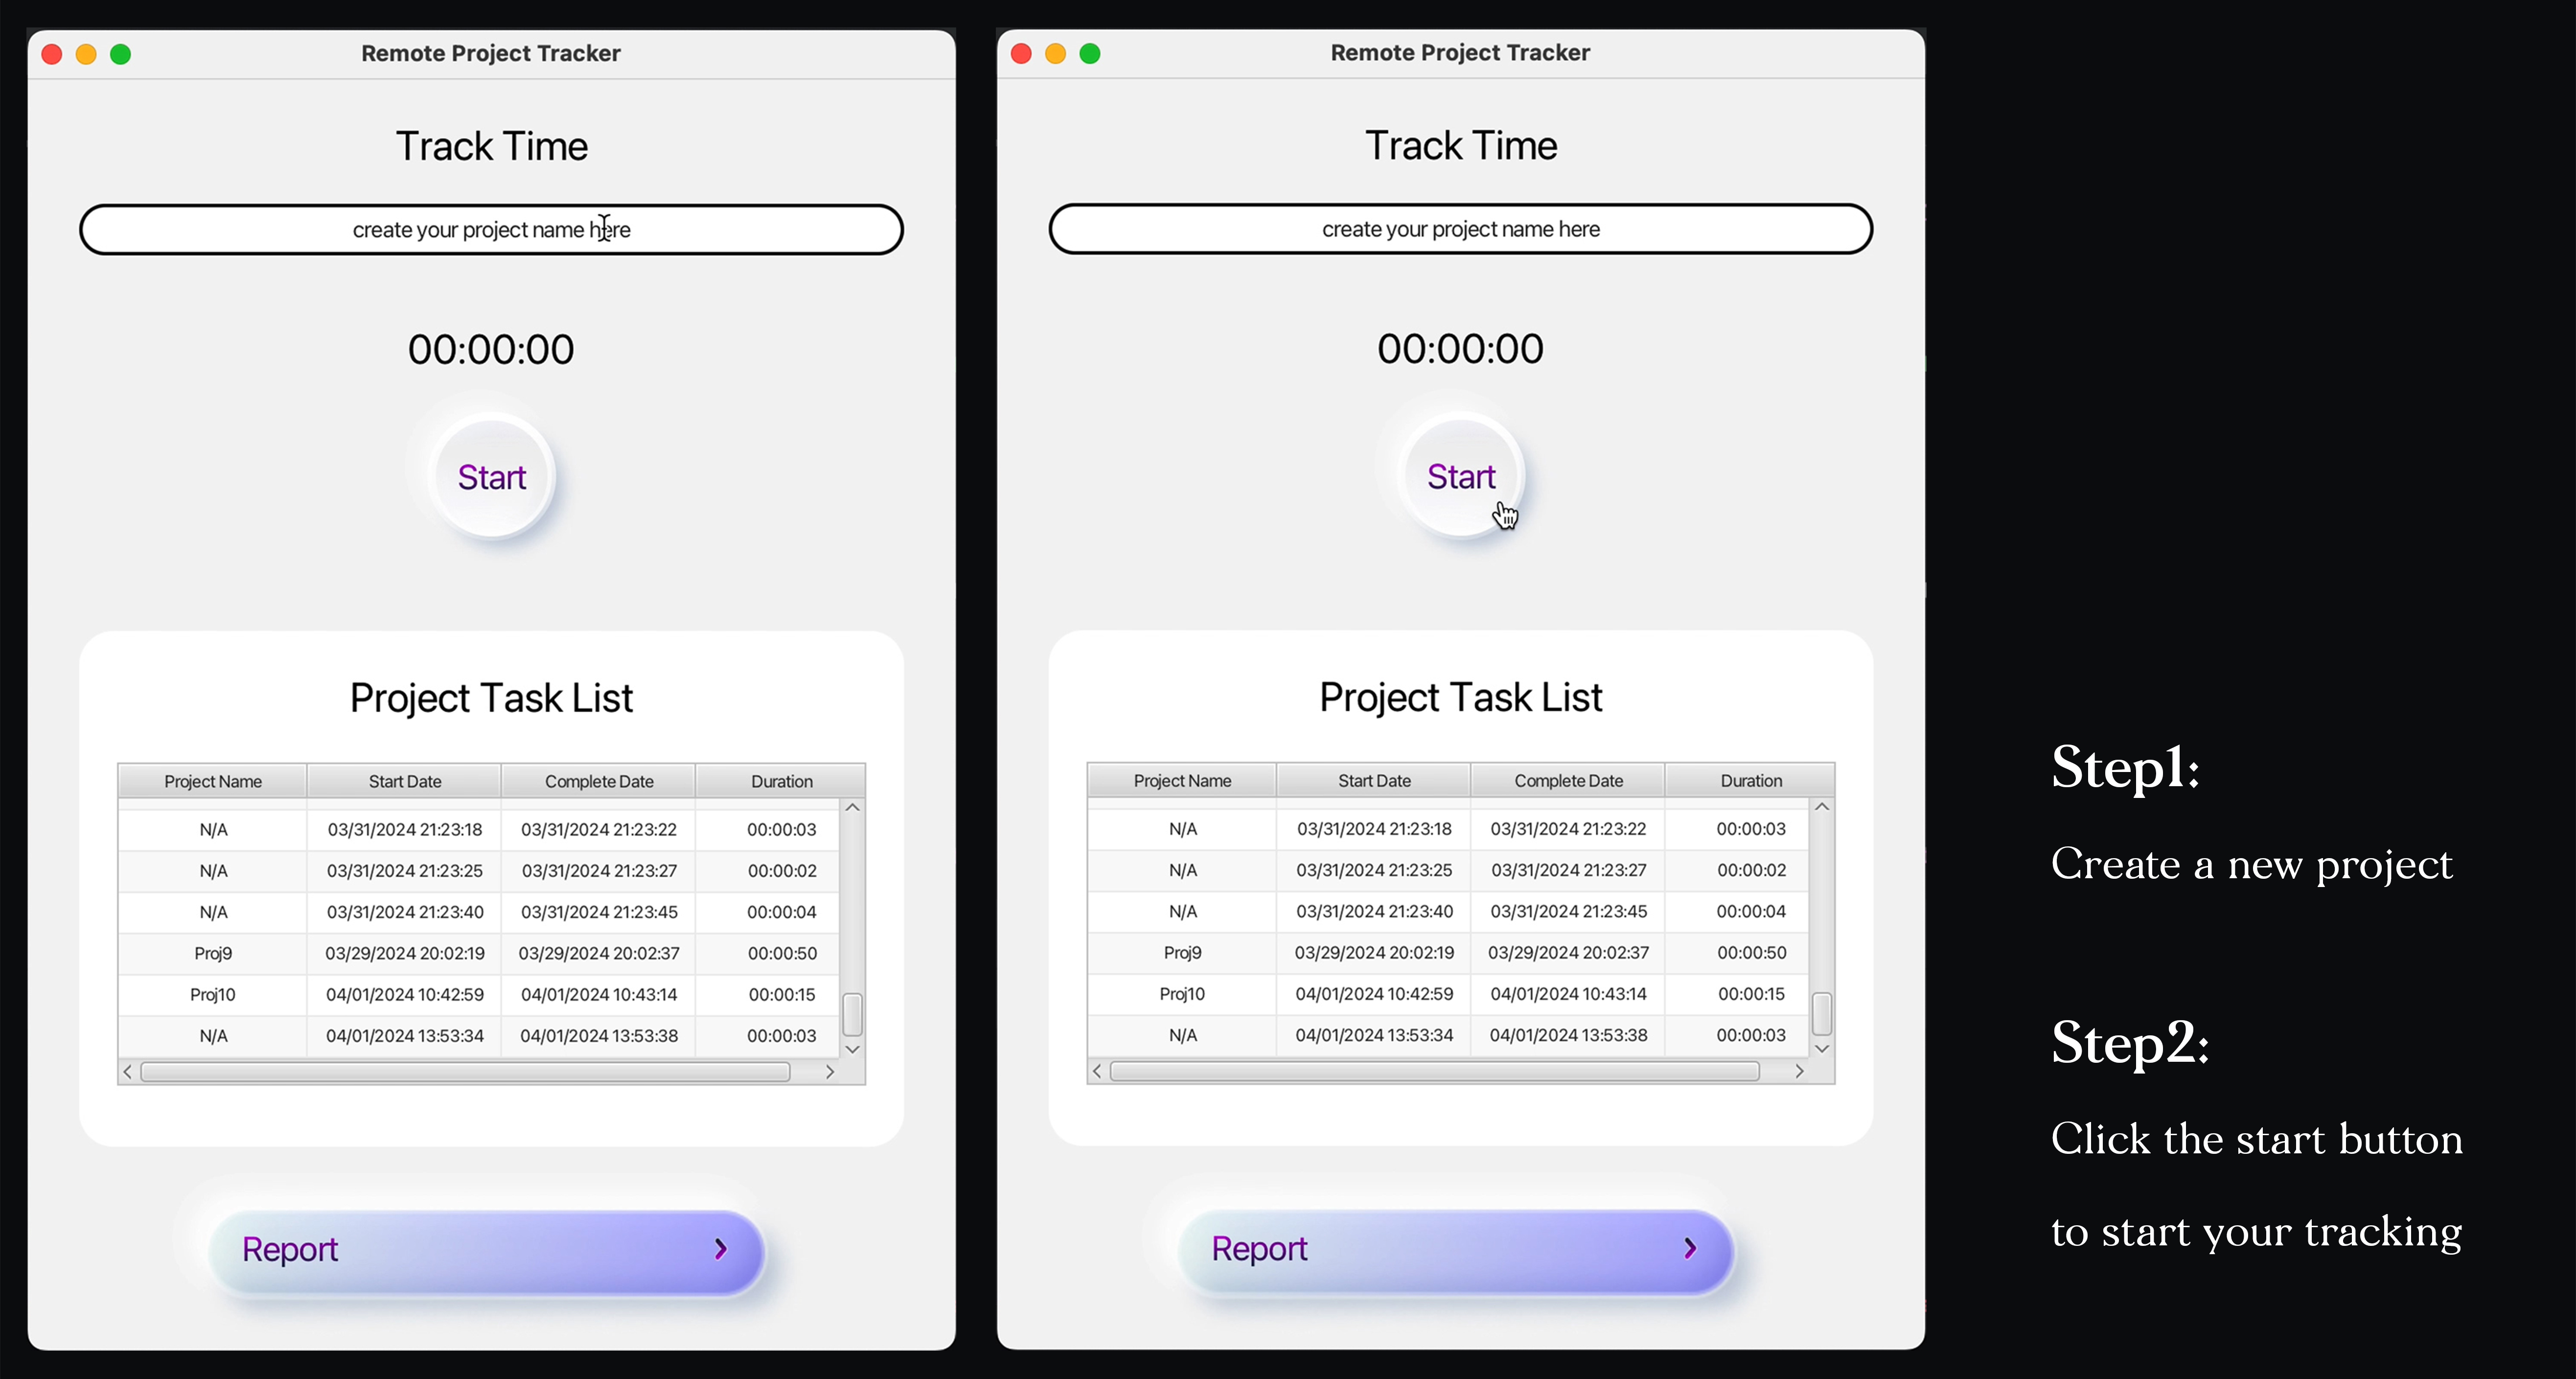 Remote Project Tracker
Track Time
create your project name here
00:00:00
Start
Project Task List
Project Name Start Date Complete Date Duration
N/A 03/31/2024 21:23:18 03/31/2024 21:23:22 00:00:03
N/A 03/31/2024 21:23:25 03/31/2024 21:23:27 00:00:02
N/A 03/31/2024 21:23:40 03/31/2024 21:23:45 00:00:04
Proj9 03/29/2024 20:02:19 03/29/2024 20:02:37 00:00:50
Proj10 04/01/2024 10:42:59 04/01/2024 10:43:14 00:00:15
N/A 04/01/2024 13:53:34 04/01/2024 13:53:38 00:00:03
Report
Remote Project Tracker
Track Time
create your project name here
00:00:00
Start
Project Task List
Project Name Start Date Complete Date Duration
N/A 03/31/2024 21:23:18 03/31/2024 21:23:22 00:00:03
N/A 03/31/2024 21:23:25 03/31/2024 21:23:27 00:00:02
N/A 03/31/2024 21:23:40 03/31/2024 21:23:45 00:00:04
Proj9 03/29/2024 20:02:19 03/29/2024 20:02:37 00:00:50
Proj10 04/01/2024 10:42:59 04/01/2024 10:43:14 00:00:15
N/A 04/01/2024 13:53:34 04/01/2024 13:53:38 00:00:03
Report
Step1:
Create a new project
Step2:
Click the start button
to start your tracking